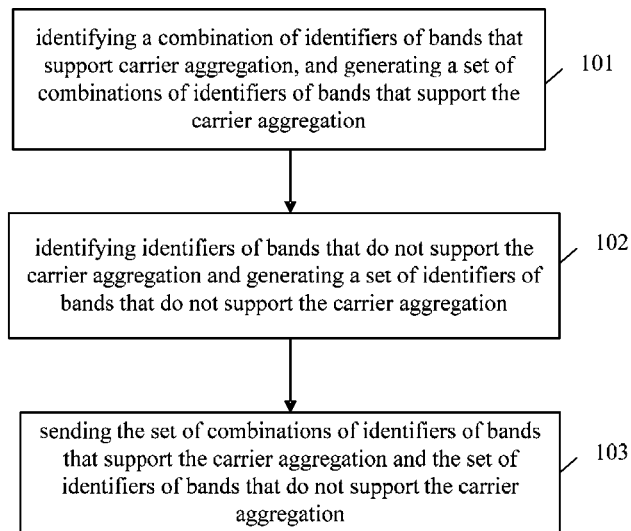 identifying a combination of identifiers of bands that
support carrier aggregation, and generating a set of
combinations of identifiers of bands that support the
carrier aggregation
101
identifying identifiers of bands that do not support the
carrier aggregation and generating a set of identifiers of
bands that do not support the carrier aggregation
102
sending the set of combinations of identifiers of bands
that support the carrier aggregation and the set of
identifiers of bands that do not support the carrier
aggregation
103